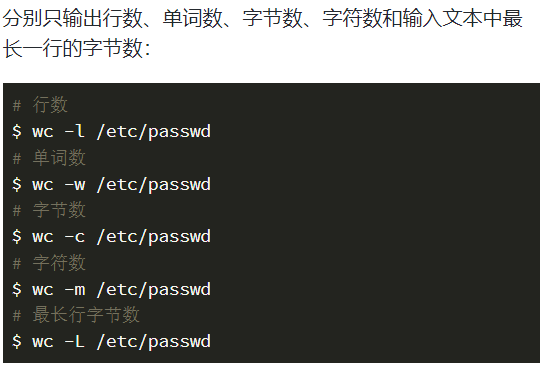 分别只输出行数、单词数、字节数、字符数和输入文本中最
长一行的字节数：
# 行数
$ wc -l /etc/passwd
# 单词数
$ wc -w /etc/passwd
# 字节数
$ wc -c /etc/passwd
# 字符数
$ wc -m /etc/passwd
# 最长行字节数
$ wc -L /etc/passwd